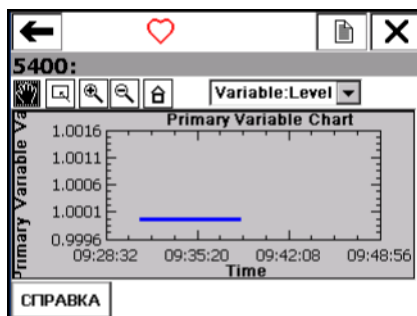 5400:
Variable:Level
Primary Variable Chart
Primary Variable Va
1.0016
1.0011
1.0006
1.0001
0.9996
09:28:32 09:35:20 09:42:08 09:48:56
Time
СПРАВКА